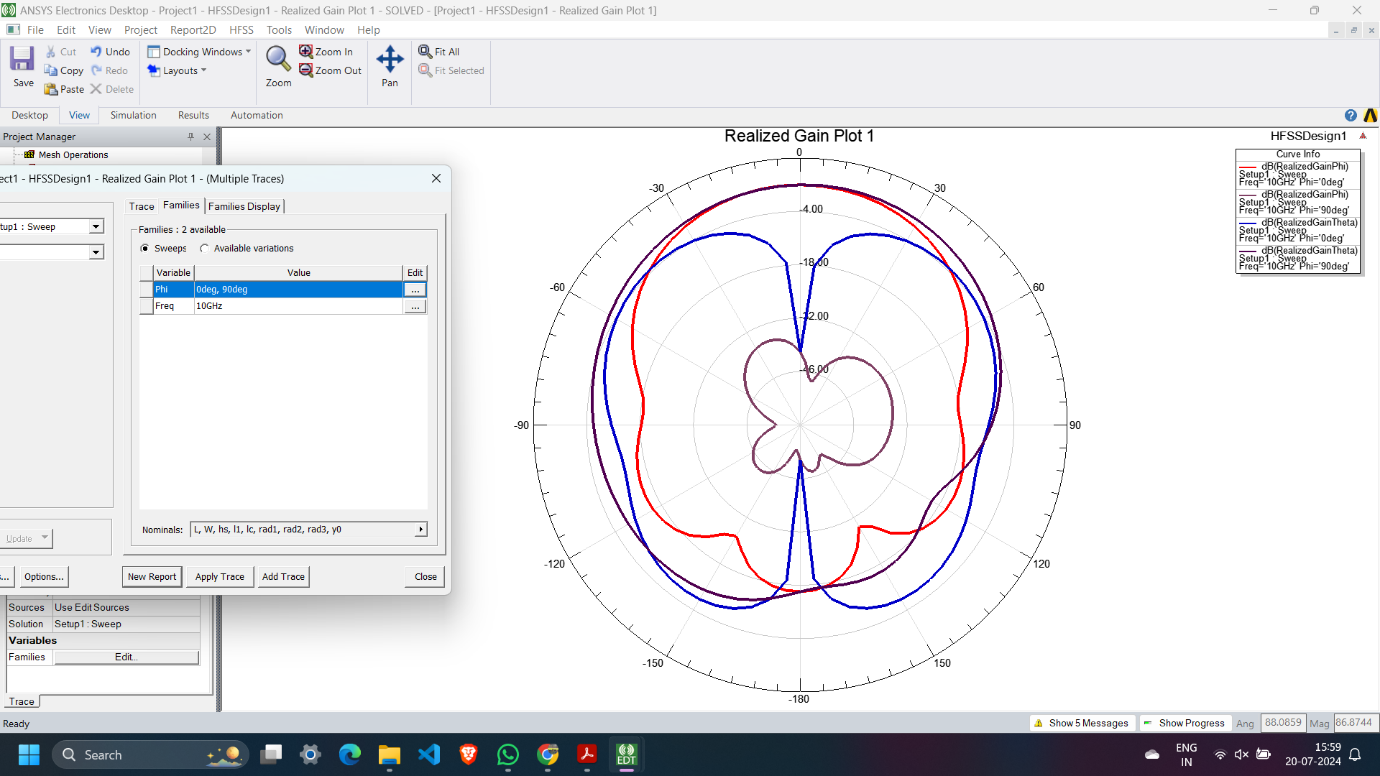 ANSYS Electronics Desktop - Project1 - HFSSDesign1 - Realized Gain Plot 1 - SOLVED - [Project1 - HFSSDesign1 - Realized Gain Plot 1]
File Edit View Project Report2D HFSS Tools Window Help
Save
Cut
Copy
Paste
Undo
Redo
Delete
Docking Windows
Layouts
Zoom
Zoom In
Zoom Out
Pan
Fit All
Fit Selected
Desktop View Simulation Results Automation
Project Manager
Mesh Operations
ect1 - HFSSDesign1 - Realized Gain Plot 1 - (Multiple Traces)
tup1 : Sweep
Trace Families Families Display
Families : 2 available
Sweeps Available variations
Variable Value Edit
Phi 0deg, 90deg ...
Freq 10GHz ...
Nominals: L, W, hs, l1, lc, rad1, rad2, rad3, y0
Update
s... Options... New Report Apply Trace Add Trace Close
Sources Use Edit Sources
Solution Setup1 : Sweep
Variables
Families Edit...
Trace
Realized Gain Plot 1
HFSSDesign1
Curve Info
dB(RealizedGainPhi)
Setup1 : Sweep
Freq='10GHz' Phi='0deg'
dB(RealizedGainPhi)
Setup1 : Sweep
Freq='10GHz' Phi='90deg'
dB(RealizedGainTheta)
Setup1 : Sweep
Freq='10GHz' Phi='0deg'
dB(RealizedGainTheta)
Setup1 : Sweep
Freq='10GHz' Phi='90deg'
0
-30 30
-4.00
-18.00
-60 60
-32.00
-46.00
-90 90
-120 120
-150 150
-180
Ready
Show 5 Messages Show Progress Ang 88.0859 Mag 86.8744
Search
EDT
ENG
IN
15:59
20-07-2024